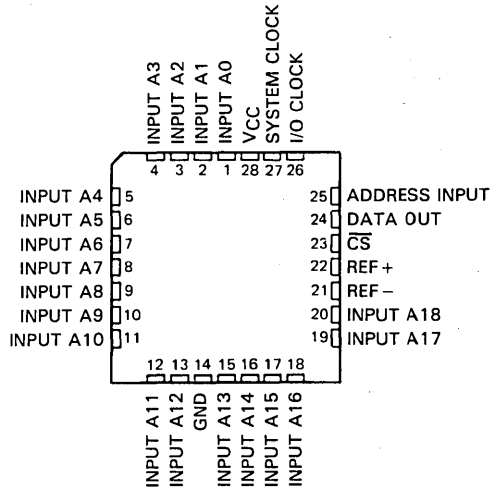 INPUT A3
INPUT A2
INPUT A1
INPUT A0
VCC
SYSTEM CLOCK
I/O CLOCK
4 3 2 1 28 27 26
INPUT A4 5
INPUT A5 6
INPUT A6 7
INPUT A7 8
INPUT A8 9
INPUT A9 10
INPUT A10 11
25 ADDRESS INPUT
24 DATA OUT
23 C̅S̅
22 REF+
21 REF−
20 INPUT A18
19 INPUT A17
12 13 14 15 16 17 18
INPUT A11
INPUT A12
GND
INPUT A13
INPUT A14
INPUT A15
INPUT A16